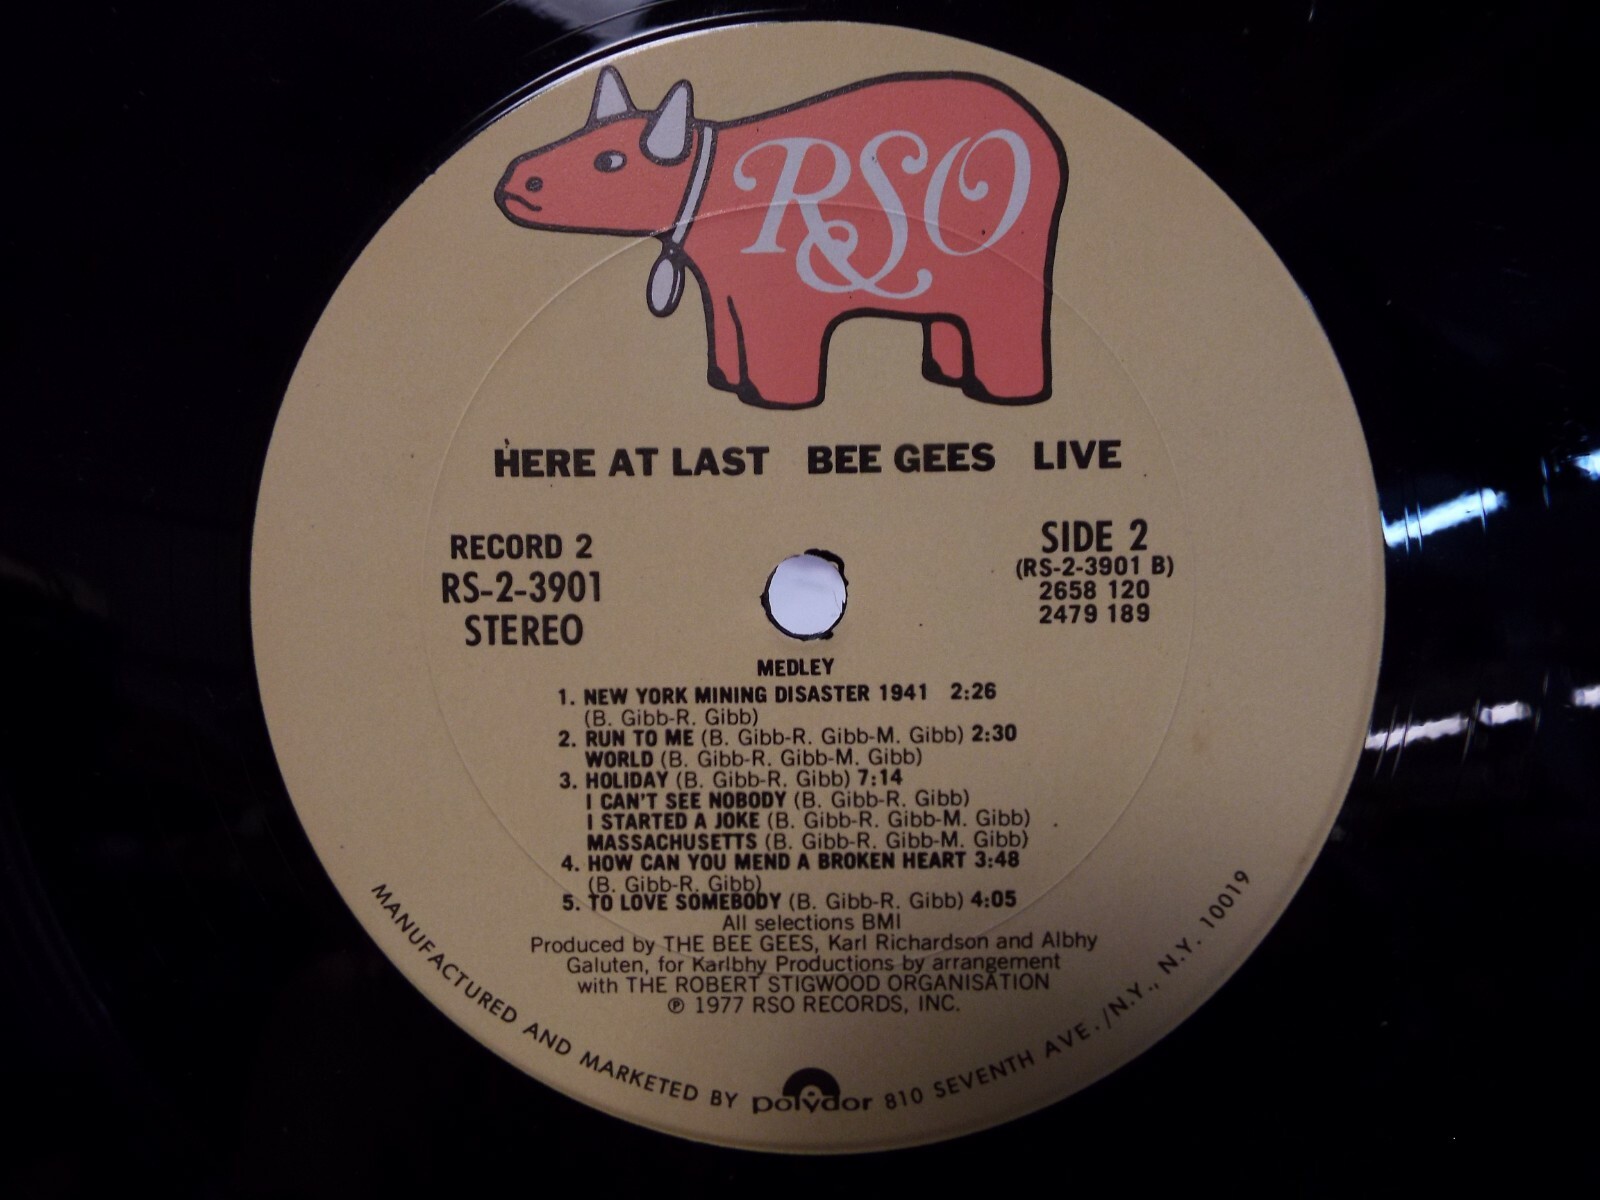 RSO
&
HERE AT LAST BEE GEES LIVE
RECORD 2
RS-2-3901
STEREO
SIDE 2
(RS-2-3901 B)
2658 120
2479 189
MEDLEY
1. NEW YORK MINING DISASTER 1941 2:26
(B. Gibb-R. Gibb)
2. RUN TO ME (B. Gibb-R. Gibb-M. Gibb) 2:30
WORLD (B. Gibb-R. Gibb-M. Gibb)
3. HOLIDAY (B. Gibb-R. Gibb) 7:14
I CAN'T SEE NOBODY (B. Gibb-R. Gibb)
I STARTED A JOKE (B. Gibb-R. Gibb-M. Gibb)
MASSACHUSETTS (B. Gibb-R. Gibb-M. Gibb)
4. HOW CAN YOU MEND A BROKEN HEART 3:48
(B. Gibb-R. Gibb)
5. TO LOVE SOMEBODY (B. Gibb-R. Gibb) 4:05
All selections BMI
Produced by THE BEE GEES, Karl Richardson and Albhy
Galuten, for Karlbhy Productions by arrangement
with THE ROBERT STIGWOOD ORGANISATION
℗ 1977 RSO RECORDS, INC.
MANUFACTURED AND MARKETED BY polydor 810 SEVENTH AVE./N.Y., N.Y. 10019